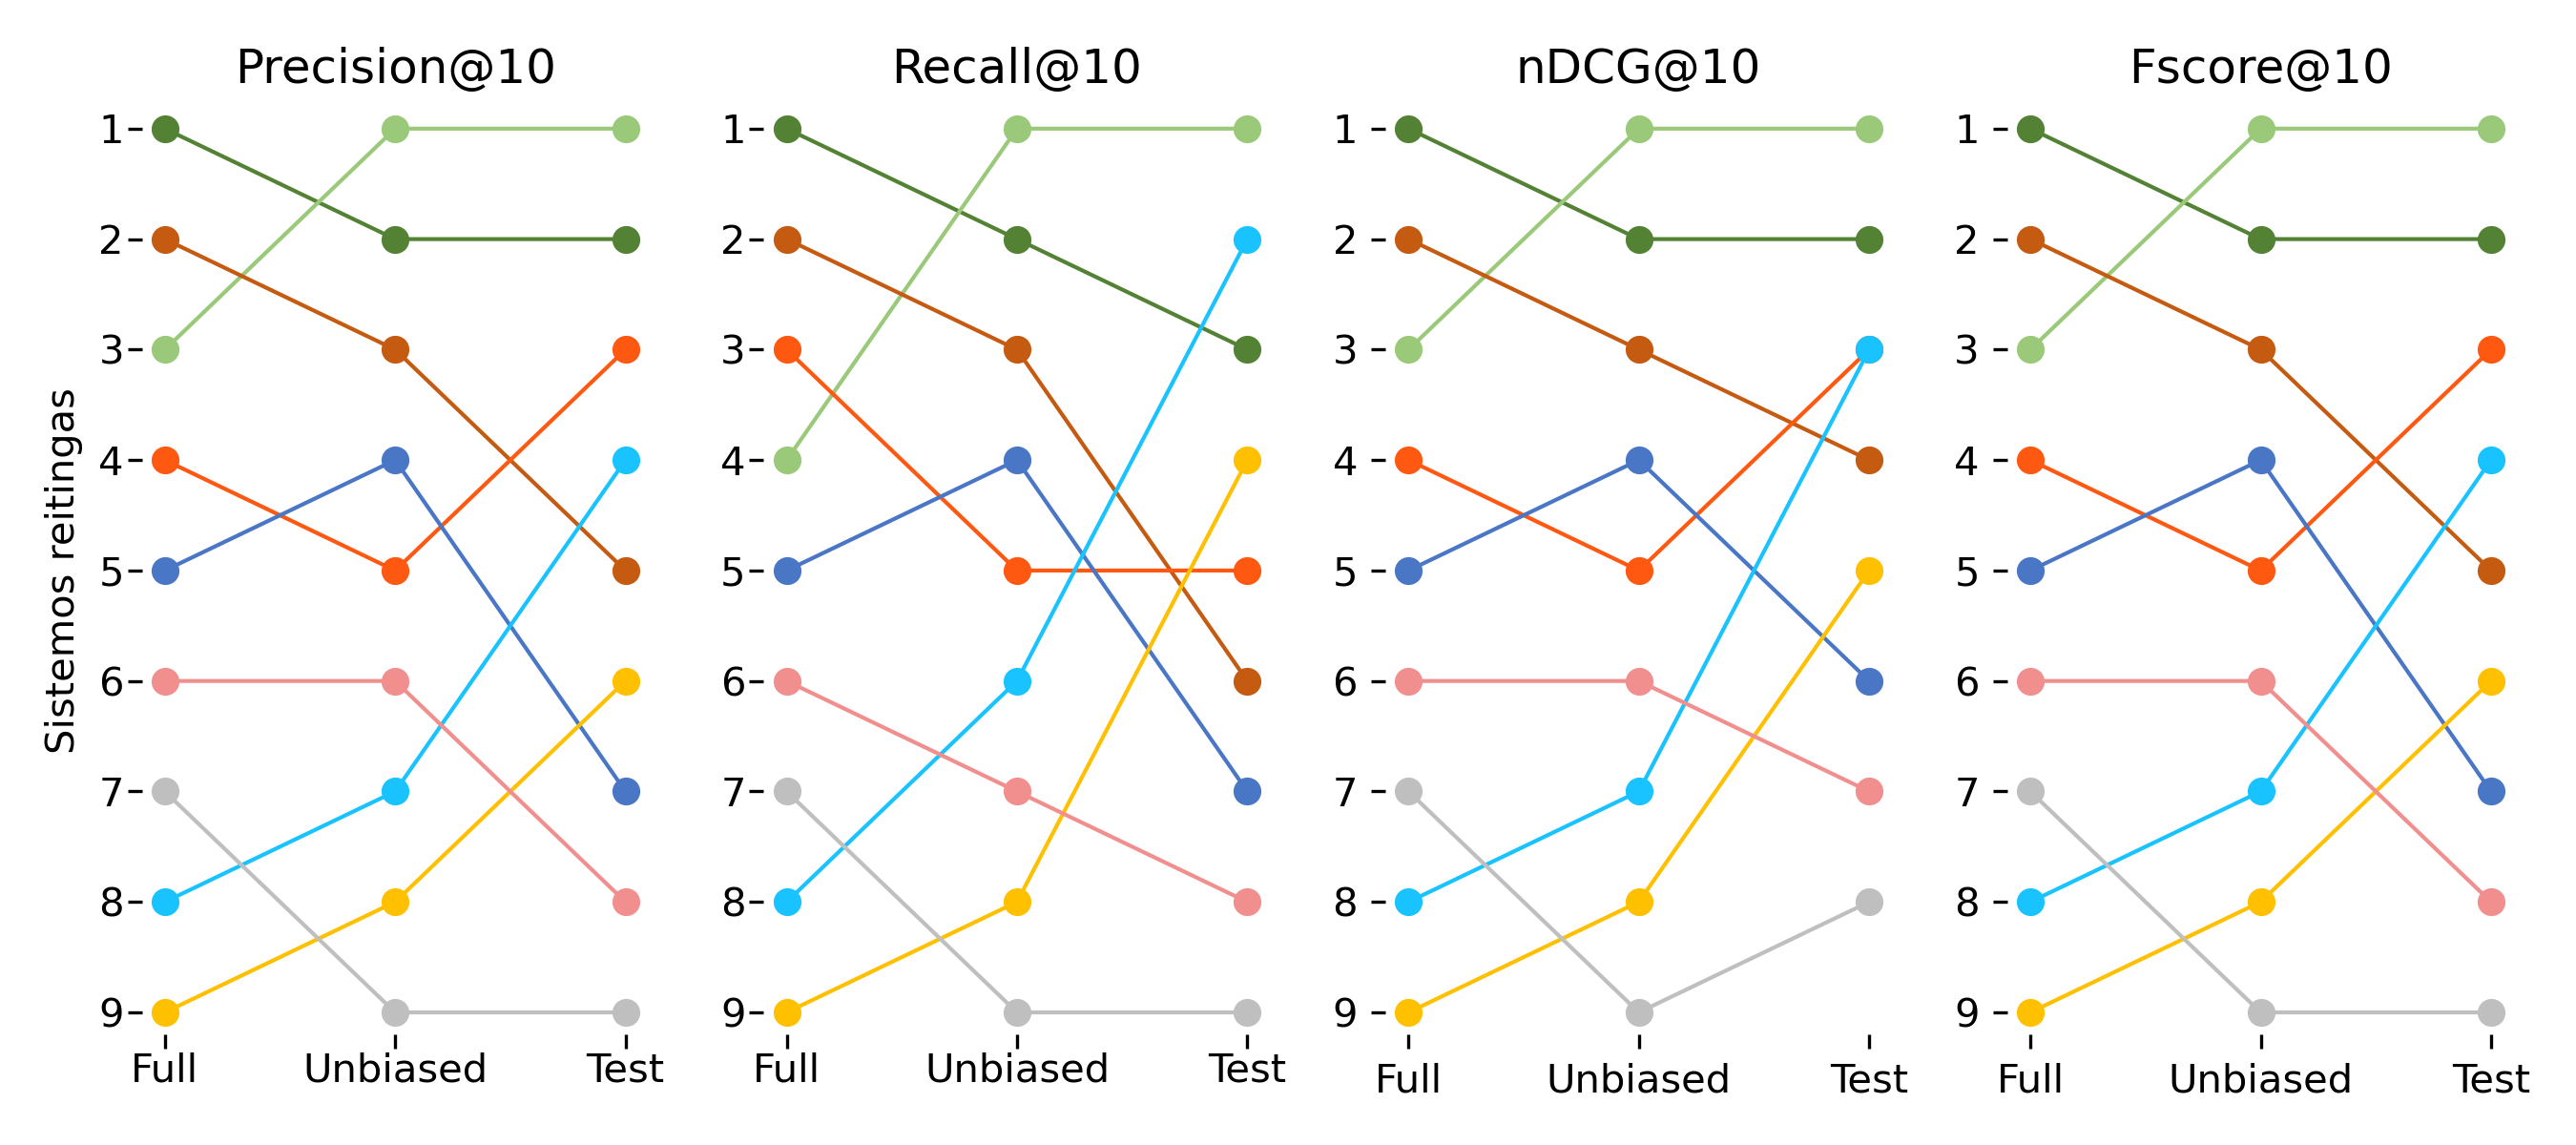 Precision@10
Recall@10
nDCG@10
Fscore@10
Sistemos reitingas
1
2
3
4
5
6
7
8
9
Full
Unbiased
Test
1
2
3
4
5
6
7
8
9
Full
Unbiased
Test
1
2
3
4
5
6
7
8
9
Full
Unbiased
Test
1
2
3
4
5
6
7
8
9
Full
Unbiased
Test